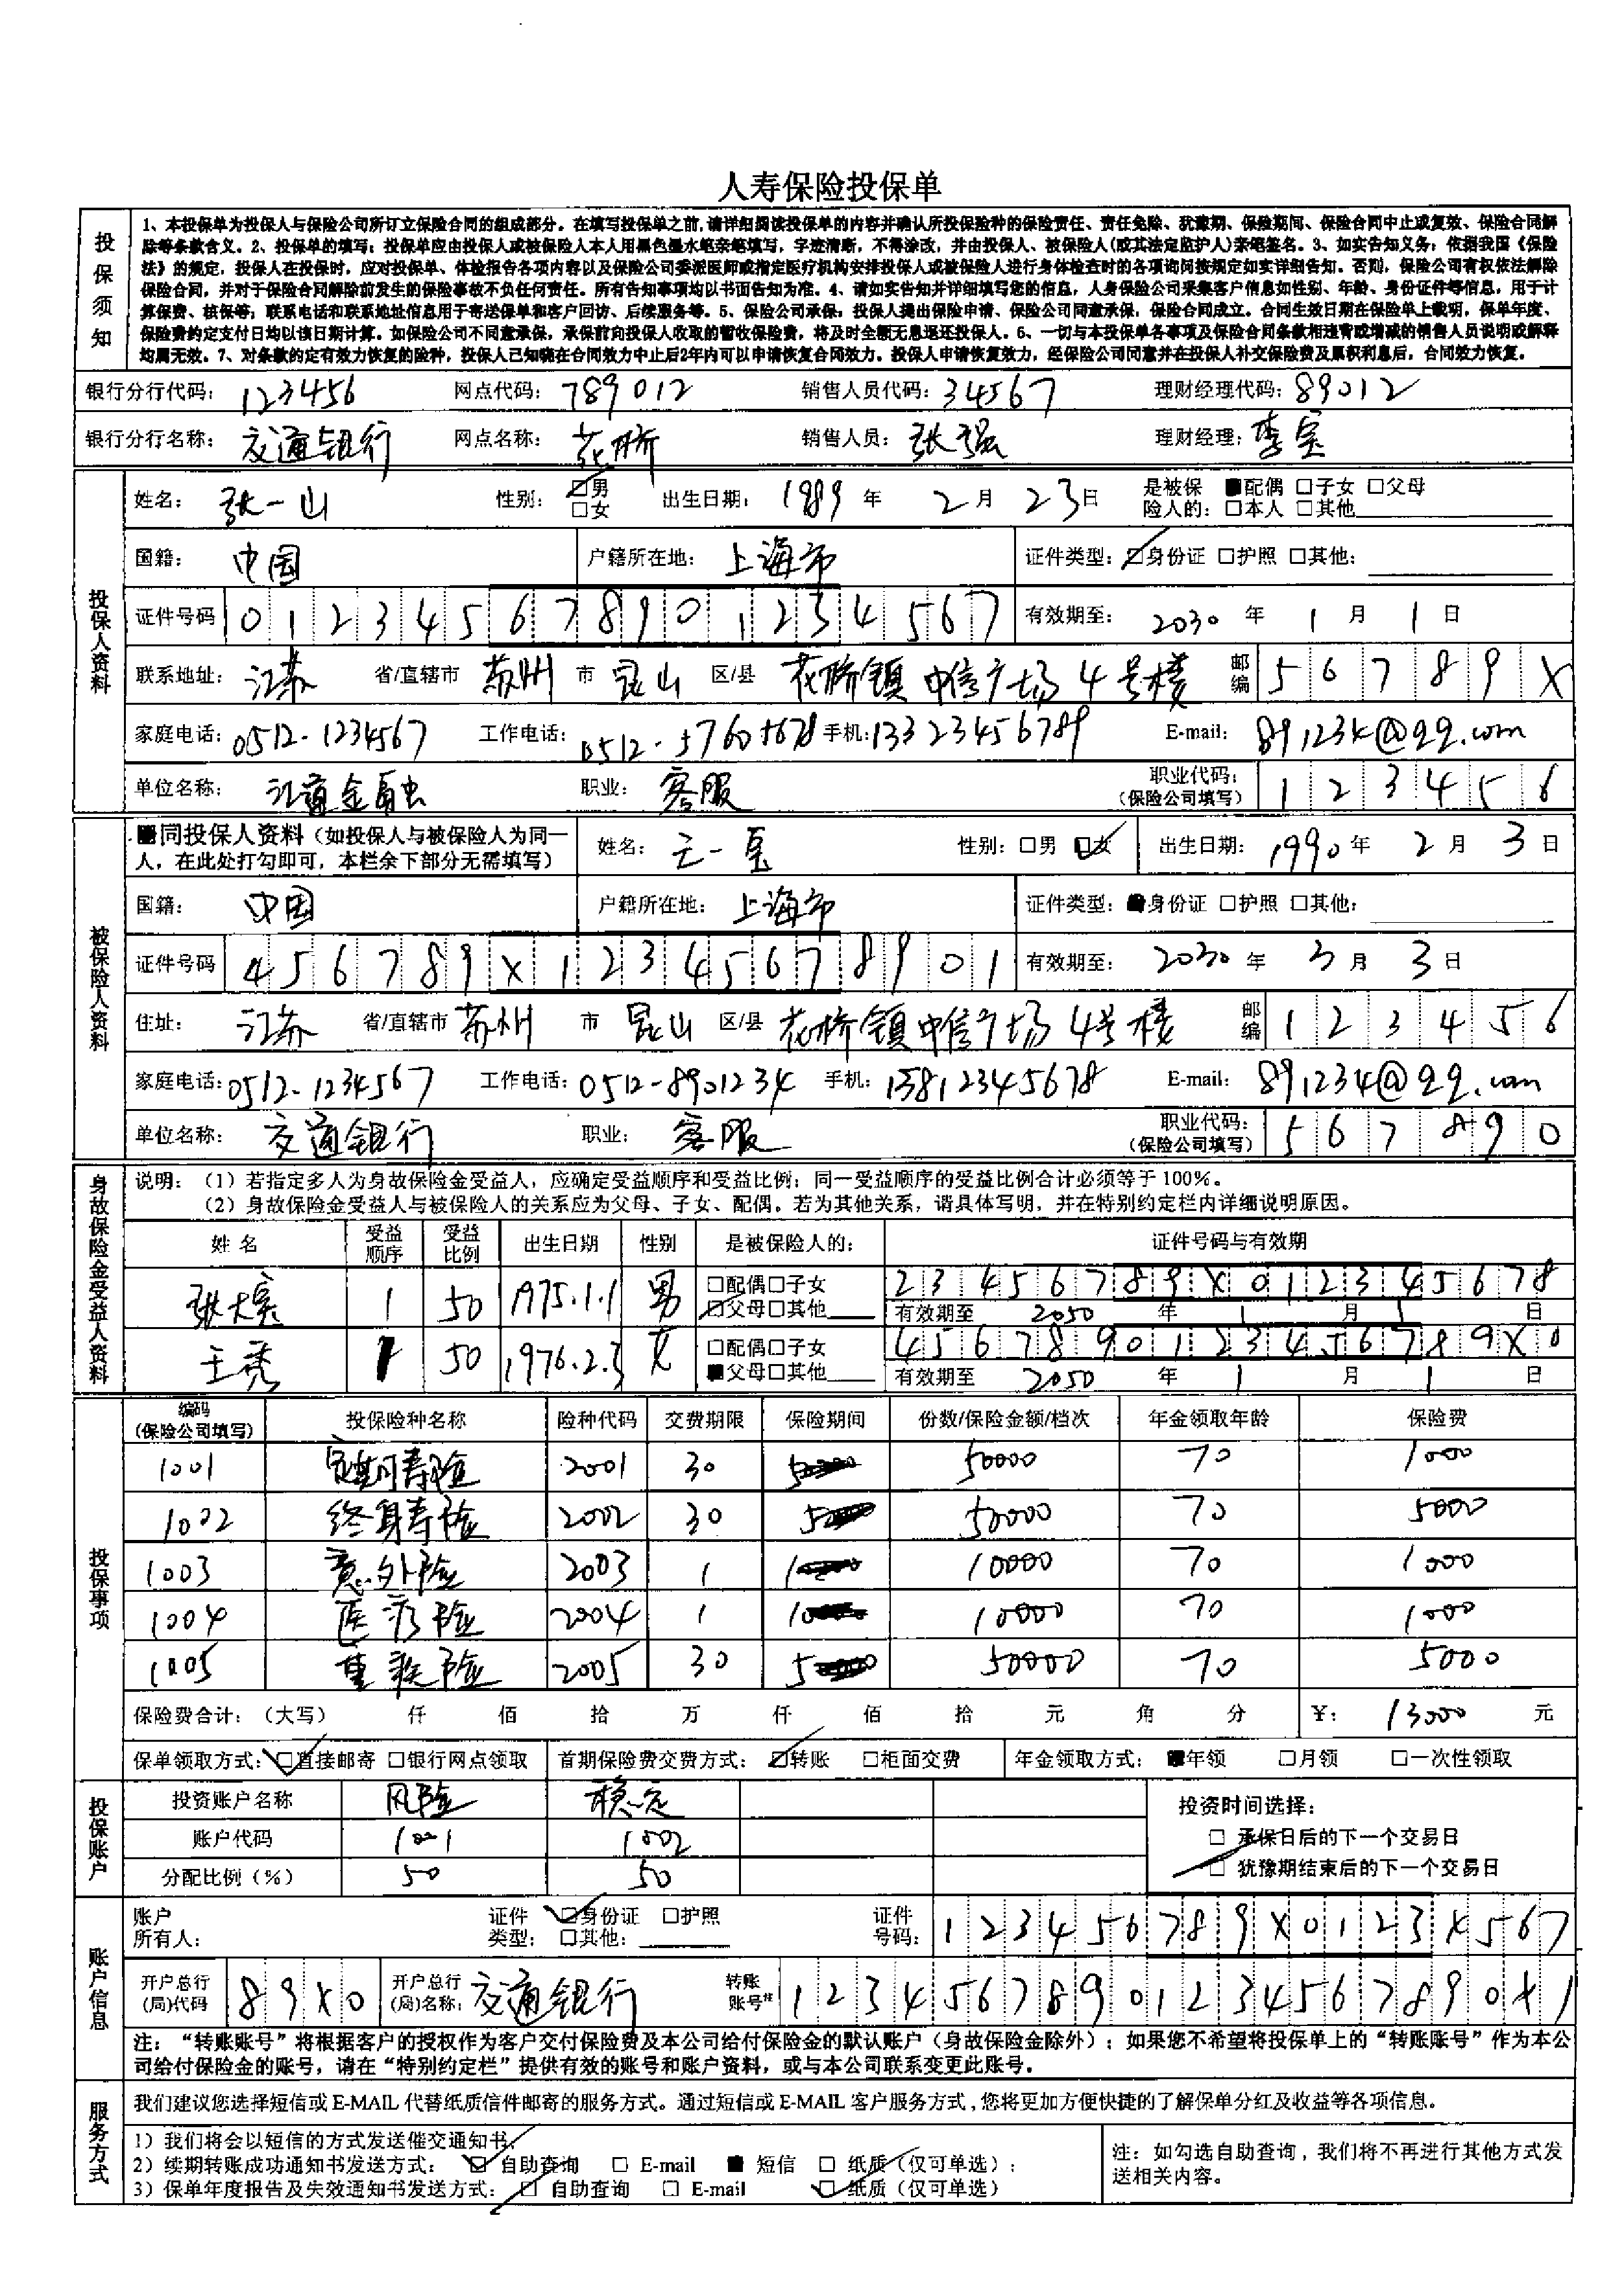 人寿保险投保单
投保须知
1、本投保单为投保人与保险公司所订立保险合同的组成部分。在填写投保单之前,请详细阅读投保单的内容并确认所投保险种的保险责任、责任免除、犹豫期、保险期间、保险合同中止或复效、保险合同解
除等条款含义。2、投保单的填写:投保单应由投保人或被保险人本人用黑色墨水笔亲笔填写,字迹清晰,不得涂改,并由投保人、被保险人(或其法定监护人)亲笔签名。3、如实告知义务:依据我国《保险
法》的规定,投保人在投保时,应对投保单、体检报告各项内容以及保险公司委派医师或指定医疗机构安排投保人或被保险人进行身体检查时的各项询问按规定如实详细告知。否则,保险公司有权依法解除
保险合同,并对于保险合同解除前发生的保险事故不负任何责任。所有告知事项均以书面告知为准。4、请如实告知并详细填写您的信息,人身保险公司采集客户信息如性别、年龄、身份证件等信息,用于计
算保费、核保等;联系电话和联系地址信息用于寄送保单和客户回访、后续服务等。5、保险公司承保:投保人提出保险申请、保险公司同意承保,保险合同成立。合同生效日期在保险单上载明,保单年度、
保险费约定支付日均以该日期计算。如保险公司不同意承保,承保前向投保人收取的暂收保险费,将及时全额无息退还投保人。6、一切与本投保单各事项及保险合同条款相违背或增减的销售人员说明或解释
均属无效。7、对条款约定有效力恢复的险种,投保人已知晓在合同效力中止后2年内可以申请恢复合同效力。投保人申请恢复效力,经保险公司同意并在投保人补交保险费及累积利息后,合同效力恢复。
银行分行代码: 123456 网点代码: 789012 销售人员代码: 34567 理财经理代码: 89012
银行分行名称: 交通银行 网点名称: 花桥 销售人员: 张强 理财经理: 李宝
投保人资料
姓名: 张一山 性别: □男 □女 出生日期: 1989 年 2 月 23 日 是被保险人的: ■配偶 □子女 □父母 □本人 □其他
国籍: 中国 户籍所在地: 上海市 证件类型: □身份证 □护照 □其他:
证件号码 012345678901234567 有效期至: 2030 年 1 月 1 日
联系地址: 江苏 省/直辖市 苏州 市 昆山 区/县 花桥镇中信广场4号楼 邮编 56789X
家庭电话: 0512-1234567 工作电话: 0512-57605678 手机: 13323456789 E-mail: 891234@qq.com
单位名称: 江道金融 职业: 客服 职业代码: (保险公司填写) 123456
被保险人资料
■同投保人资料(如投保人与被保险人为同一人,在此处打勾即可,本栏余下部分无需填写) 姓名: 王一星 性别: □男 □女 出生日期: 1990 年 2 月 3 日
国籍: 中国 户籍所在地: 上海市 证件类型: ■身份证 □护照 □其他:
证件号码 456789X12345678901 有效期至: 2030 年 3 月 3 日
住址: 江苏 省/直辖市 苏州 市 昆山 区/县 花桥镇中信广场4号楼 邮编 123456
家庭电话: 0512-1234567 工作电话: 0512-8901234 手机: 13812345678 E-mail: 891234@qq.com
单位名称: 交通银行 职业: 客服 职业代码: (保险公司填写) 567890
身故保险金受益人资料
说明:(1)若指定多人为身故保险金受益人,应确定受益顺序和受益比例;同一受益顺序的受益比例合计必须等于100%。
(2)身故保险金受益人与被保险人的关系应为父母、子女、配偶。若为其他关系,请具体写明,并在特别约定栏内详细说明原因。
姓名 受益顺序 受益比例 出生日期 性别 是被保险人的: 证件号码与有效期
张大宾 1 50 1975.1.1 男 □配偶□子女 □父母□其他 23456789X012345678
有效期至 2050 年 1 月 1 日
王秀 1 50 1976.2.3 女 □配偶□子女 ■父母□其他 4567890123456789X0
有效期至 2050 年 1 月 1 日
投保事项
编码(保险公司填写) 投保险种名称 险种代码 交费期限 保险期间 份数/保险金额/档次 年金领取年龄 保险费
1001 定期寿险 2001 30 50000 70 1000
1002 终身寿险 2002 30 50000 70 5000
1003 意外险 2003 1 10000 70 1000
1004 医疗险 2004 1 10000 70 1000
1005 重疾险 2005 30 50000 70 5000
保险费合计:(大写) 仟 佰 拾 万 仟 佰 拾 元 角 分 ¥: 13000 元
保单领取方式: □直接邮寄 □银行网点领取 首期保险费交费方式: □转账 □柜面交费 年金领取方式: ■年领 □月领 □一次性领取
投保账户
投资账户名称 风险 稳定 投资时间选择:
账户代码 1001 1002 □ 承保日后的下一个交易日
分配比例(%) 50 50 □ 犹豫期结束后的下一个交易日
账户信息
账户所有人: 证件类型: □身份证 □护照 □其他: 证件号码: 123456789X0123X567
开户总行(局)代码 89X0 开户总行(局)名称: 交通银行 转账账号注 12345678901234567890X1
注:“转账账号”将根据客户的授权作为客户交付保险费及本公司给付保险金的默认账户(身故保险金除外);如果您不希望将投保单上的“转账账号”作为本公
司给付保险金的账号,请在“特别约定栏”提供有效的账号和账户资料,或与本公司联系变更此账号。
服务方式
我们建议您选择短信或E-MAIL代替纸质信件邮寄的服务方式。通过短信或E-MAIL客户服务方式,您将更加方便快捷的了解保单分红及收益等各项信息。
1)我们将会以短信的方式发送催交通知书;
2)续期转账成功通知书发送方式: □ 自助查询 □ E-mail ■ 短信 □ 纸质(仅可单选);
3)保单年度报告及失效通知书发送方式: □ 自助查询 □ E-mail □ 纸质(仅可单选)
注:如勾选自助查询,我们将不再进行其他方式发
送相关内容。